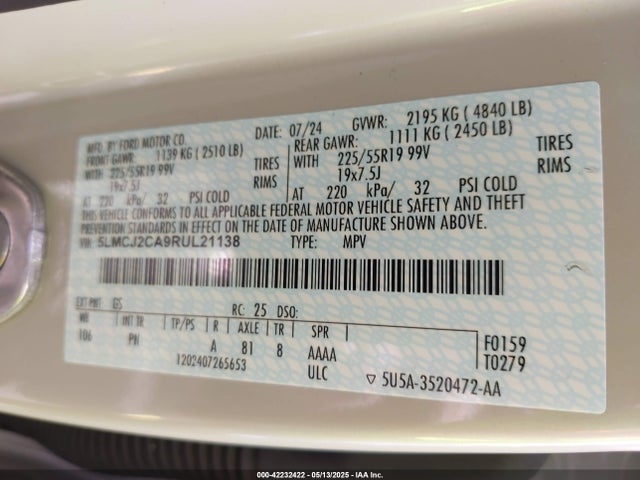 MFD. BY FORD MOTOR CO.
DATE: 07/24
GVWR: 2195 KG ( 4840 LB)
FRONT GAWR: 1139 KG ( 2510 LB)
REAR GAWR: 1111 KG ( 2450 LB)
WITH 225/55R19 99V TIRES
WITH 225/55R19 99V TIRES
19x7.5J RIMS
19x7.5J RIMS
AT 220 kPa/ 32 PSI COLD
AT 220 kPa/ 32 PSI COLD
THIS VEHICLE CONFORMS TO ALL APPLICABLE FEDERAL MOTOR VEHICLE SAFETY AND THEFT
PREVENTION STANDARDS IN EFFECT ON THE DATE OF MANUFACTURE SHOWN ABOVE.
VIN: 5LMCJ2CA9RUL21138
TYPE: MPV
EXT PNT: GS RC: 25 DSO:
WB INT TR TP/PS R AXLE TR SPR
106 PN A 81 8 AAAA
1202407265653 ULC
F0159
T0279
▽ 5U5A-3520472-AA
000-42232422 — 05/13/2025 — IAA Inc.